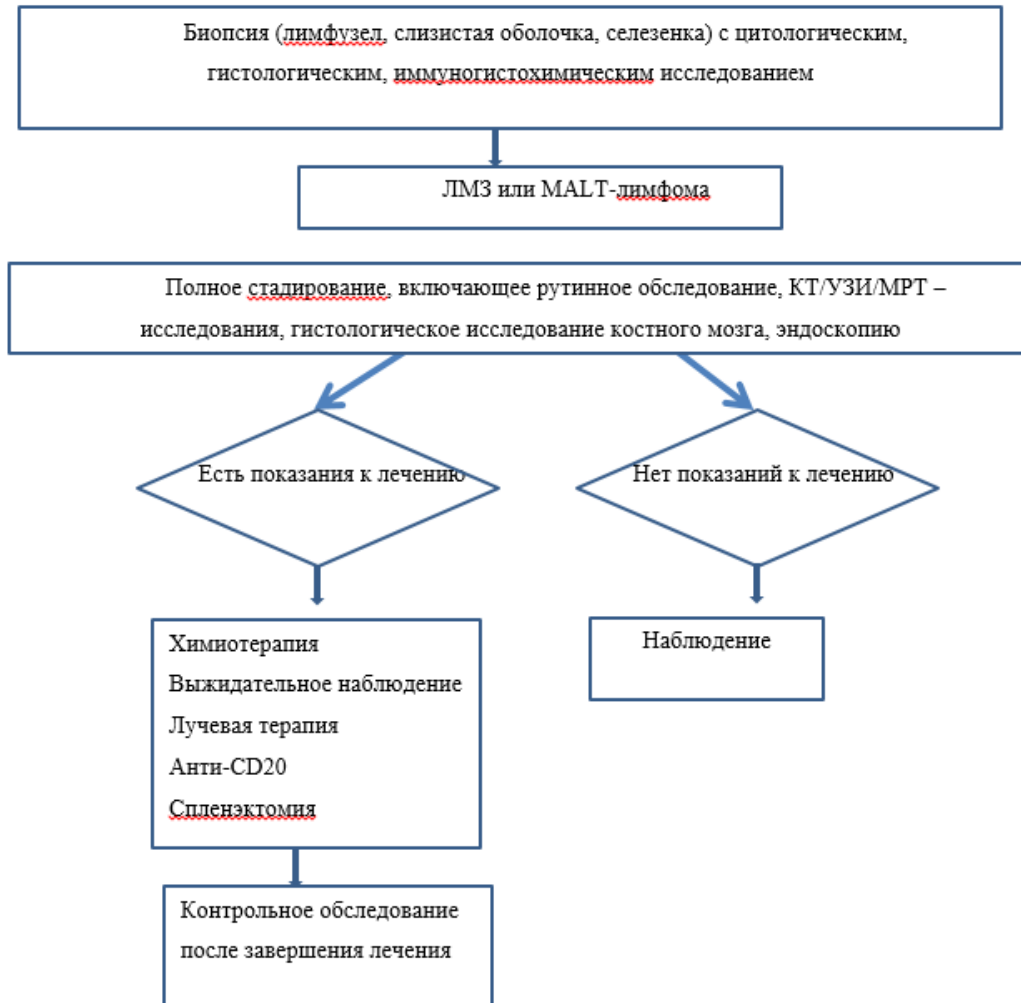 Биопсия (лимфузел, слизистая оболочка, селезенка) с цитологическим,
гистологическим, иммуногистохимическим исследованием
ЛМЗ или MALT-лимфома
Полное стадирование, включающее рутинное обследование, КТ/УЗИ/МРТ –
исследования, гистологическое исследование костного мозга, эндоскопию
Есть показания к лечению
Нет показаний к лечению
Химиотерапия
Выжидательное наблюдение
Лучевая терапия
Анти-CD20
Спленэктомия
Наблюдение
Контрольное обследование
после завершения лечения